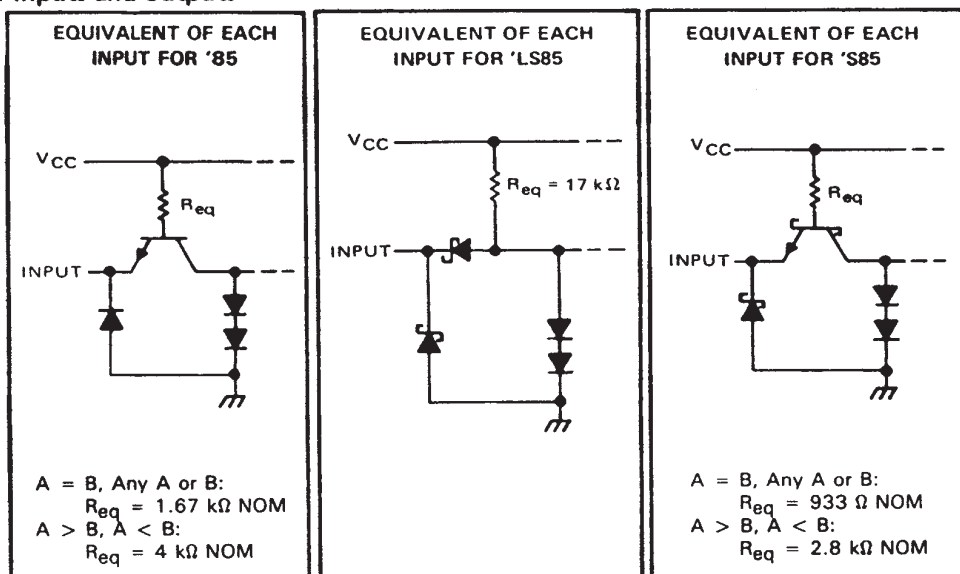 EQUIVALENT OF EACH
INPUT FOR '85
VCC
Req
INPUT
A = B, Any A or B:
Req = 1.67 kΩ NOM
A > B, A < B:
Req = 4 kΩ NOM
EQUIVALENT OF EACH
INPUT FOR 'LS85
VCC
Req = 17 kΩ
INPUT
EQUIVALENT OF EACH
INPUT FOR 'S85
VCC
Req
INPUT
A = B, Any A or B:
Req = 933 Ω NOM
A > B, A < B:
Req = 2.8 kΩ NOM